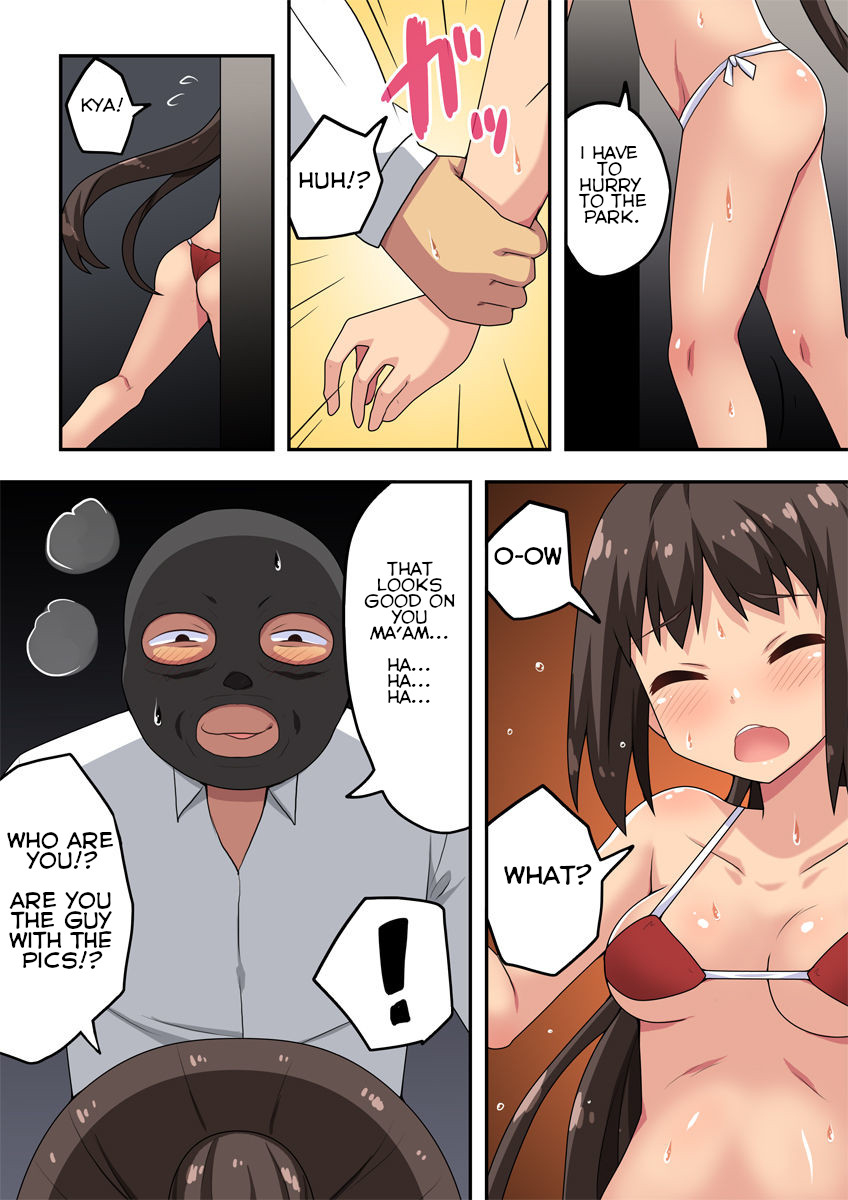 I HAVE
TO
HURRY
TO THE
PARK.
ガッ
HUH!?
KYA!
O-OW
WHAT?
THAT
LOOKS
GOOD ON
YOU
MA'AM...
HA...
HA...
HA...
!
WHO ARE
YOU!?
ARE YOU
THE GUY
WITH THE
PICS!?